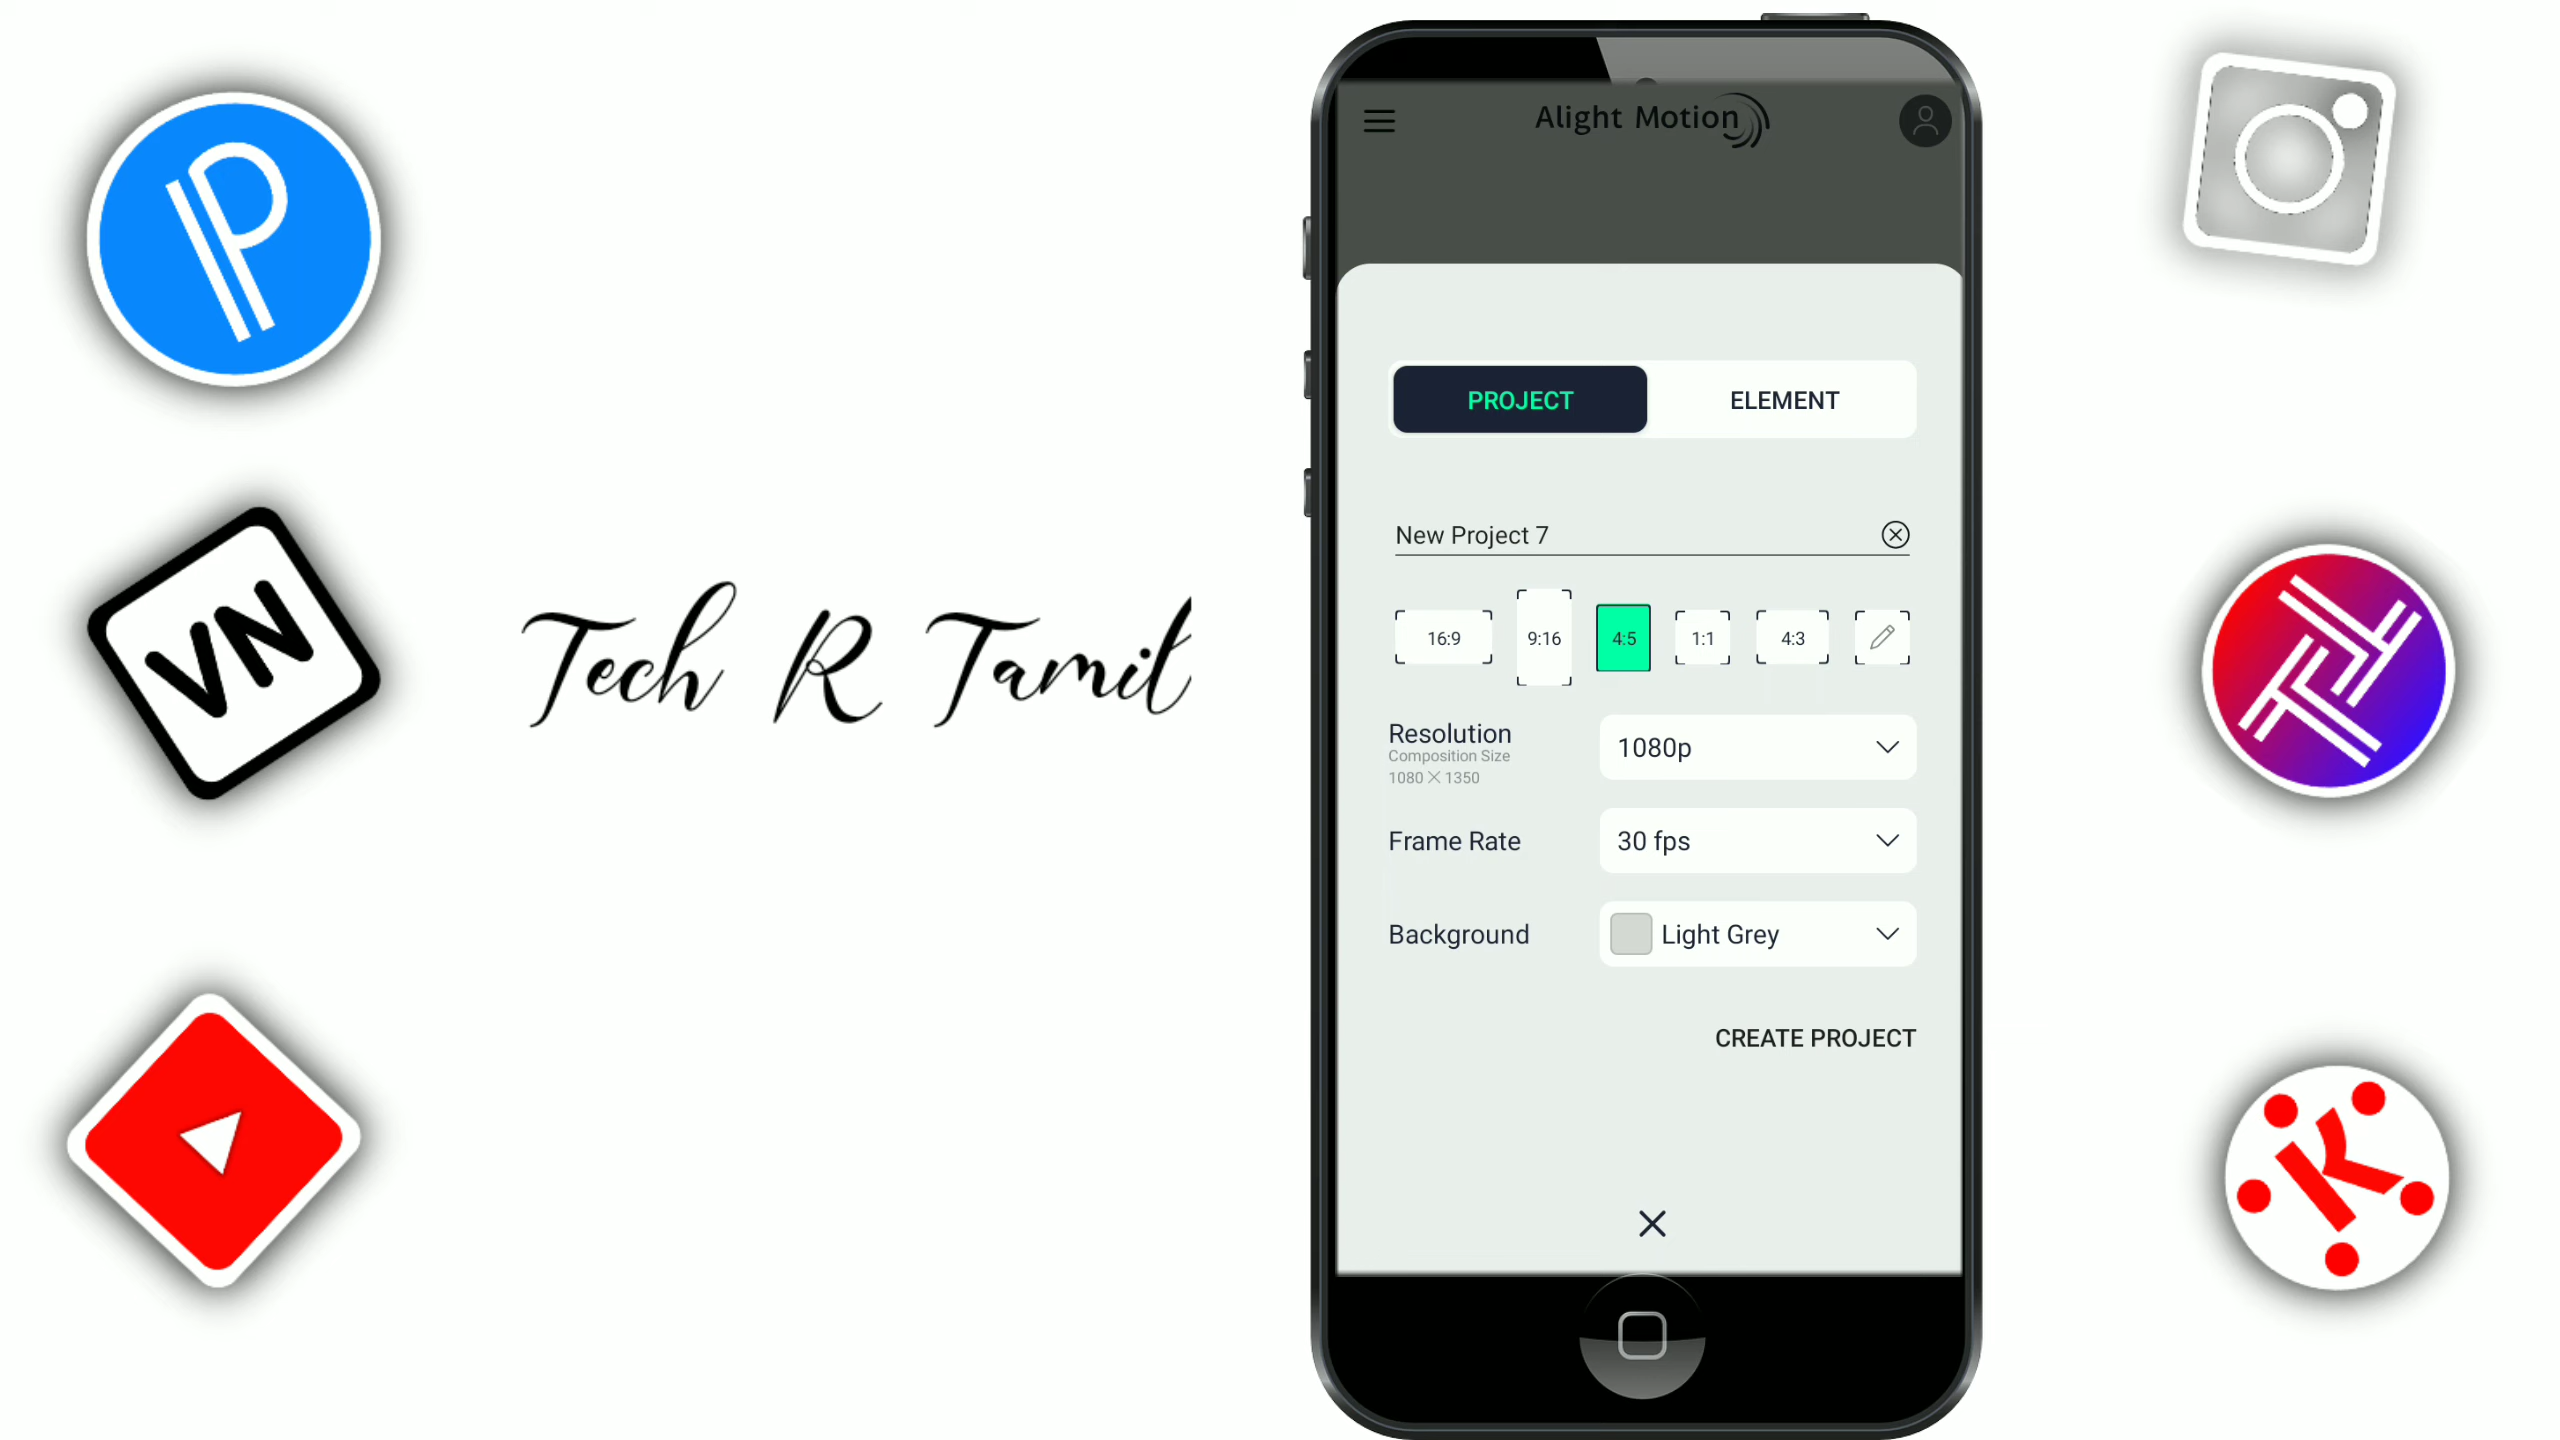 Alight Motion
PROJECT
ELEMENT
New Project 7
16:9
9:16
4:5
1:1
4:3
Resolution
Composition Size
1080 × 1350
1080p
Frame Rate
30 fps
Background
Light Grey
CREATE PROJECT
VN
Tech R Tamil